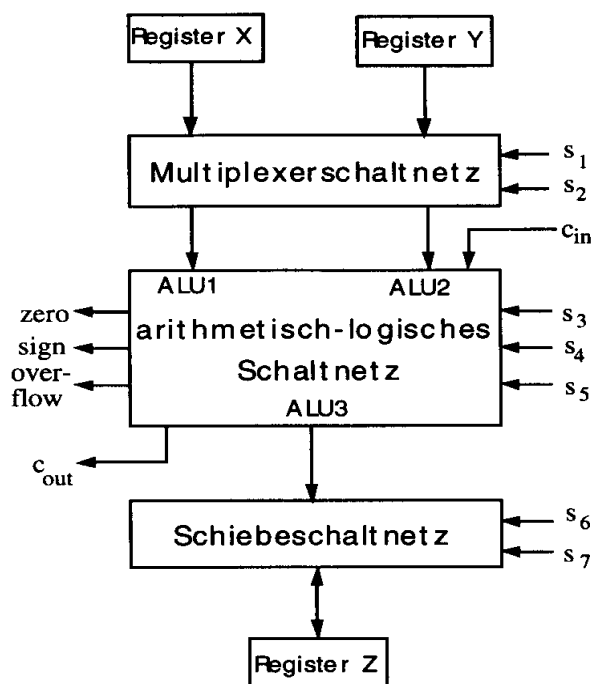 Register X
Register Y
Multiplexerschaltnetz
s1
s2
cin
ALU1
ALU2
zero
sign
over-
flow
arithmetisch-logisches
Schaltnetz
s3
s4
s5
ALU3
cout
Schiebeschaltnetz
s6
s7
Register Z